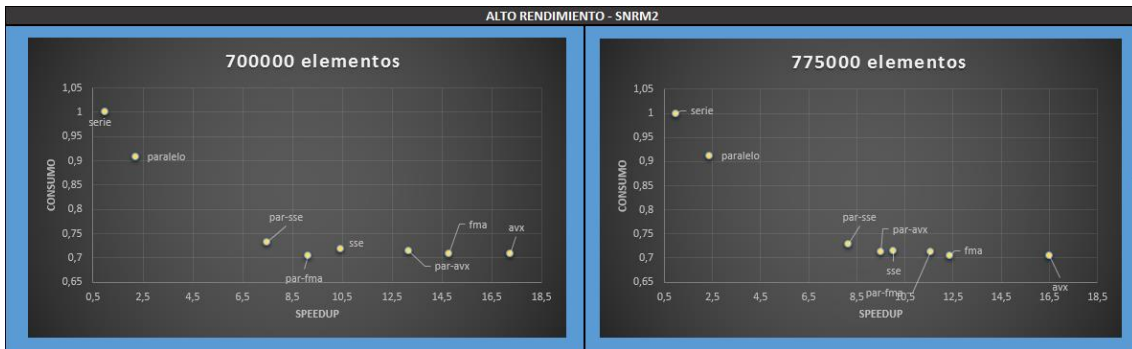 ALTO RENDIMIENTO - SNRM2
700000 elementos
1,05
1
0,95
0,9
0,85
0,8
0,75
0,7
0,65
CONSUMO
serie
paralelo
par-sse
par-fma
sse
par-avx
fma
avx
0,5 2,5 4,5 6,5 8,5 10,5 12,5 14,5 16,5 18,5
SPEEDUP
775000 elementos
1,05
1
0,95
0,9
0,85
0,8
0,75
0,7
0,65
CONSUMO
serie
paralelo
par-sse
par-avx
sse
par-fma
fma
avx
0,5 2,5 4,5 6,5 8,5 10,5 12,5 14,5 16,5 18,5
SPEEDUP